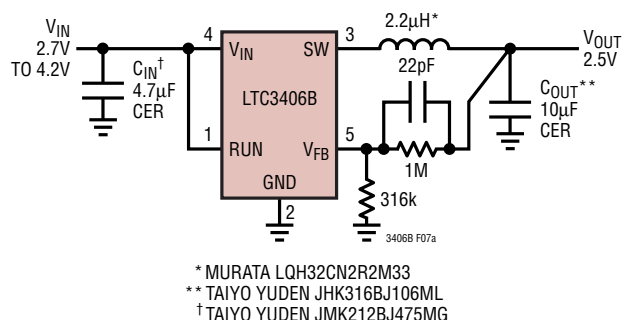 V_IN
2.7V
TO 4.2V
C_IN†
4.7µF
CER
4
V_IN
SW
3
2.2µH*
22pF
V_OUT
2.5V
C_OUT**
10µF
CER
LTC3406B
1
RUN
V_FB
5
1M
GND
2
316k
3406B F07a
* MURATA LQH32CN2R2M33
** TAIYO YUDEN JHK316BJ106ML
† TAIYO YUDEN JMK212BJ475MG